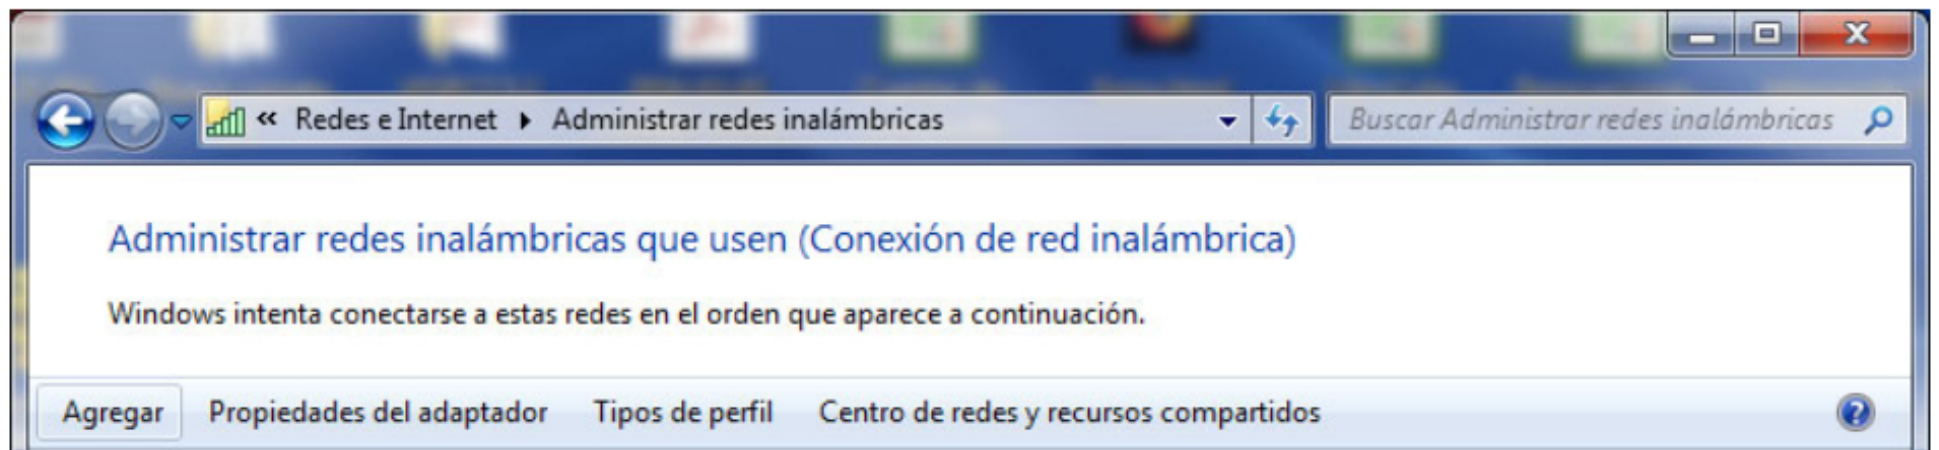 « Redes e Internet ▸ Administrar redes inalámbricas
Buscar Administrar redes inalámbricas
Administrar redes inalámbricas que usen (Conexión de red inalámbrica)
Windows intenta conectarse a estas redes en el orden que aparece a continuación.
Agregar Propiedades del adaptador Tipos de perfil Centro de redes y recursos compartidos